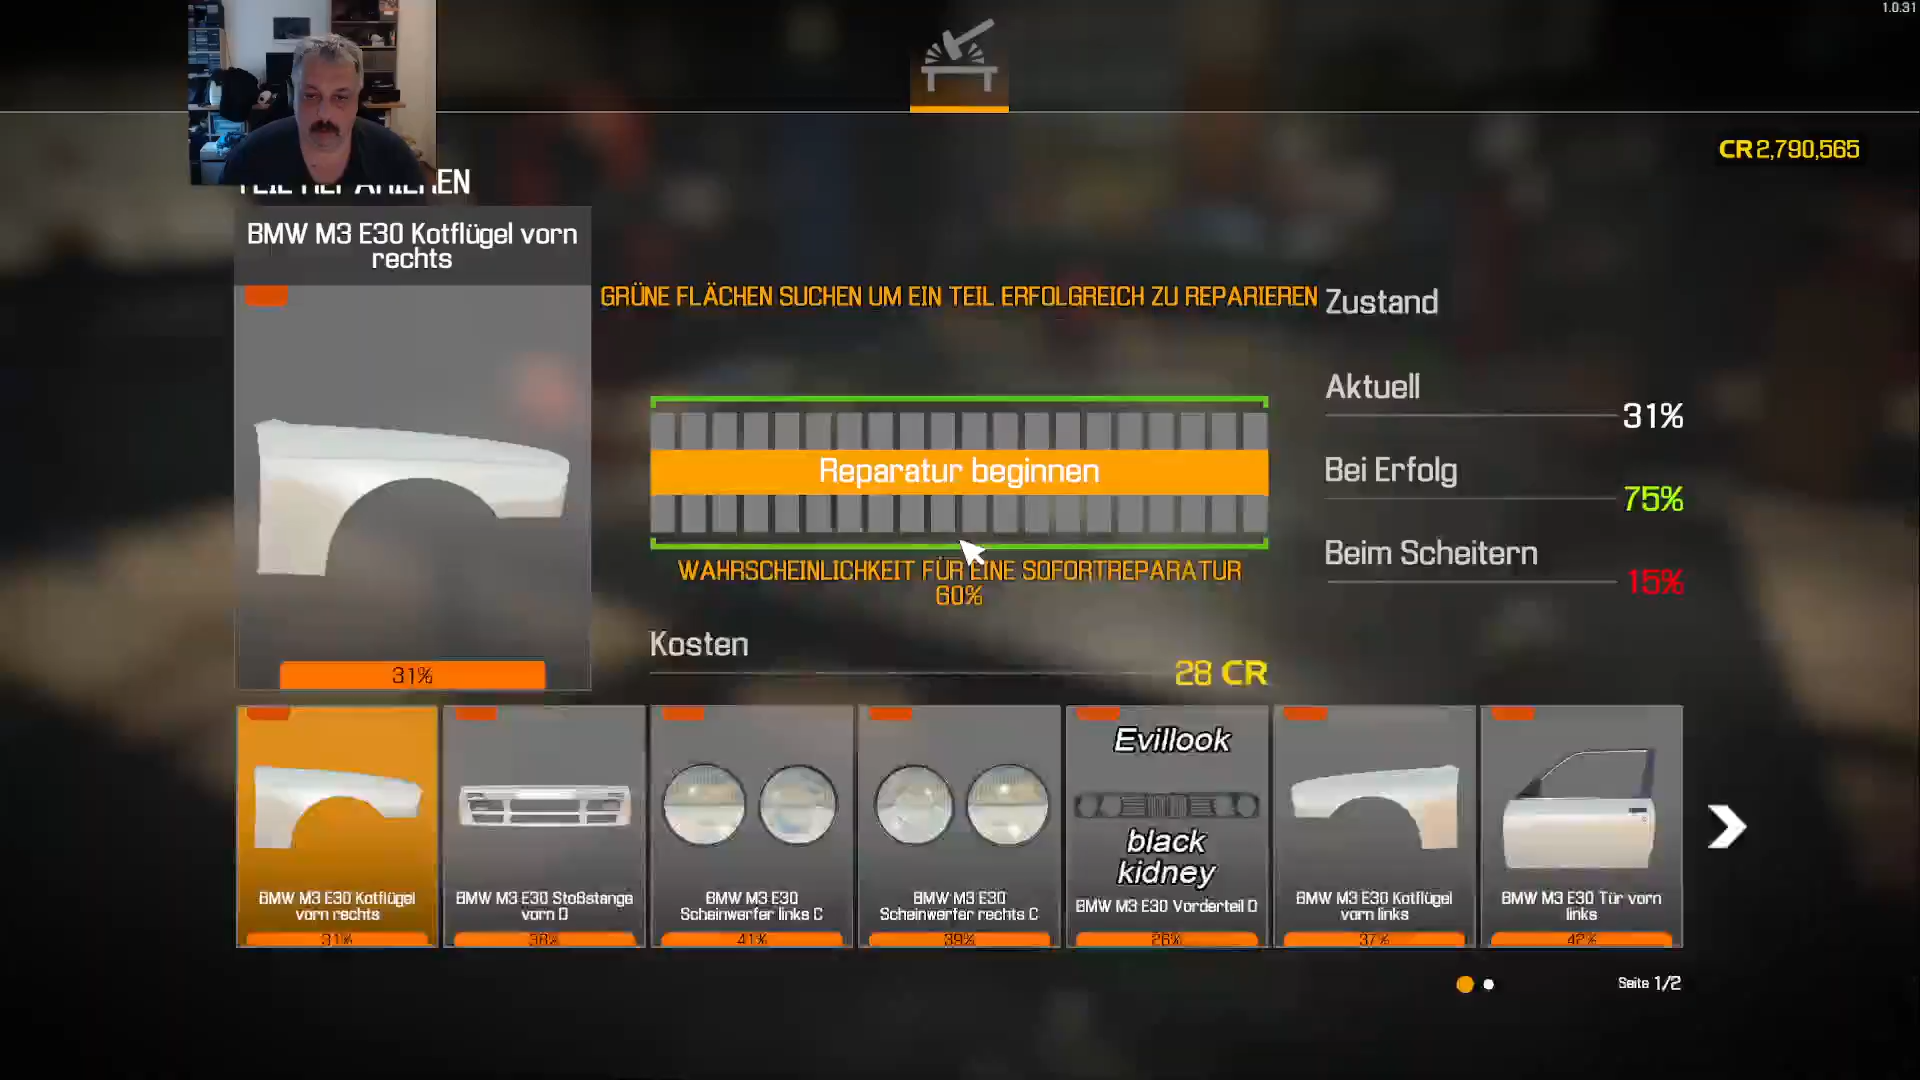 1.0.31
CR 2,790,565
TEIL REPARIEREN
BMW M3 E30 Kotflügel vorn
rechts
31%
GRÜNE FLÄCHEN SUCHEN UM EIN TEIL ERFOLGREICH ZU REPARIEREN
Reparatur beginnen
WAHRSCHEINLICHKEIT FÜR EINE SOFORTREPARATUR
60%
Kosten
28 CR
Zustand
Aktuell
31%
Bei Erfolg
75%
Beim Scheitern
15%
BMW M3 E30 Kotflügel
vorn rechts
31%
BMW M3 E30 Stoßstange
vorn D
38%
BMW M3 E30
Scheinwerfer links C
41%
BMW M3 E30
Scheinwerfer rechts C
39%
Evillook
black
kidney
BMW M3 E30 Vorderteil D
26%
BMW M3 E30 Kotflügel
vorn links
37%
BMW M3 E30 Tür vorn
links
42%
Seite 1/2